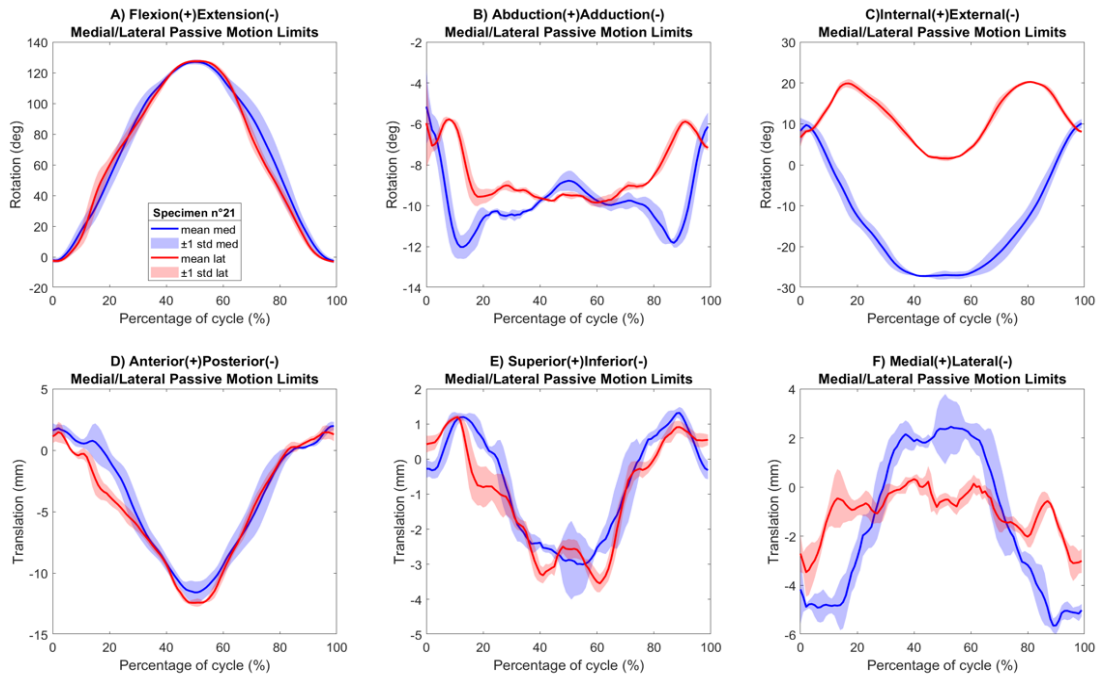 A) Flexion(+)Extension(-)
Medial/Lateral Passive Motion Limits
140
120
100
80
60
40
20
0
-20
Rotation (deg)
Specimen n°21
mean med
±1 std med
mean lat
±1 std lat
0 20 40 60 80 100
Percentage of cycle (%)
B) Abduction(+)Adduction(-)
Medial/Lateral Passive Motion Limits
-2
-4
-6
-8
-10
-12
-14
Rotation (deg)
0 20 40 60 80 100
Percentage of cycle (%)
C)Internal(+)External(-)
Medial/Lateral Passive Motion Limits
30
20
10
0
-10
-20
-30
Rotation (deg)
0 20 40 60 80 100
Percentage of cycle (%)
D) Anterior(+)Posterior(-)
Medial/Lateral Passive Motion Limits
5
0
-5
-10
-15
Translation (mm)
0 20 40 60 80 100
Percentage of cycle (%)
E) Superior(+)Inferior(-)
Medial/Lateral Passive Motion Limits
2
1
0
-1
-2
-3
-4
-5
Translation (mm)
0 20 40 60 80 100
Percentage of cycle (%)
F) Medial(+)Lateral(-)
Medial/Lateral Passive Motion Limits
4
2
0
-2
-4
-6
Translation (mm)
0 20 40 60 80 100
Percentage of cycle (%)